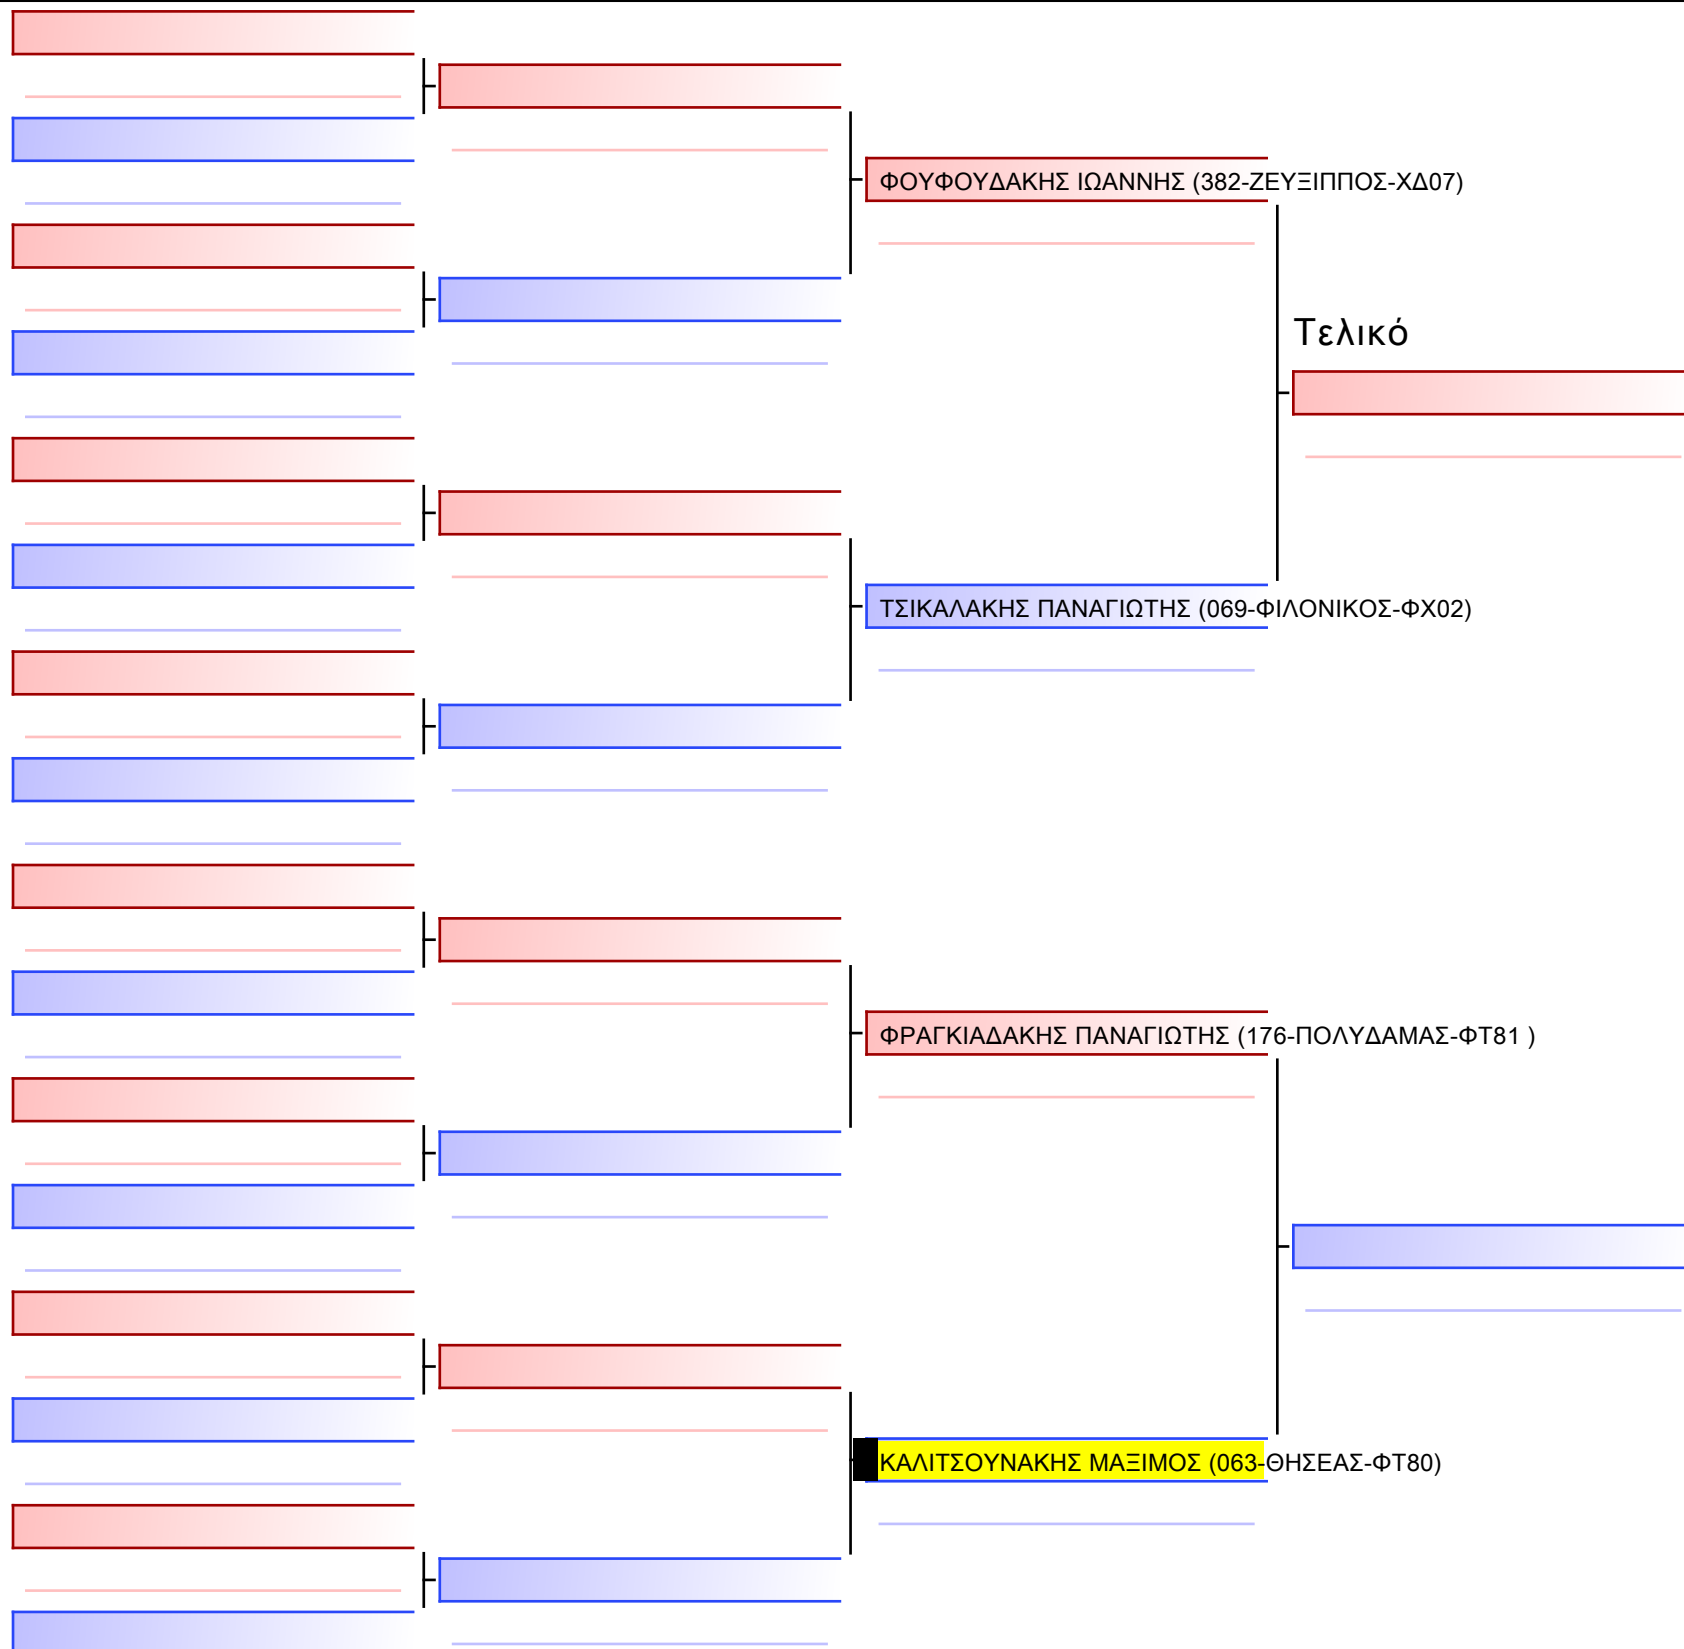 ΦΟΥΦΟΥΔΑΚΗΣ ΙΩΑΝΝΗΣ (382-ΖΕΥΞΙΠΠΟΣ-ΧΔ07)
Τελικό
ΤΣΙΚΑΛΑΚΗΣ ΠΑΝΑΓΙΩΤΗΣ (069-ΦΙΛΟΝΙΚΟΣ-ΦΧ02)
ΦΡΑΓΚΙΑΔΑΚΗΣ ΠΑΝΑΓΙΩΤΗΣ (176-ΠΟΛΥΔΑΜΑΣ-ΦΤ81 )
ΚΑΛΙΤΣΟΥΝΑΚΗΣ ΜΑΞΙΜΟΣ (063-ΘΗΣΕΑΣ-ΦΤ80)